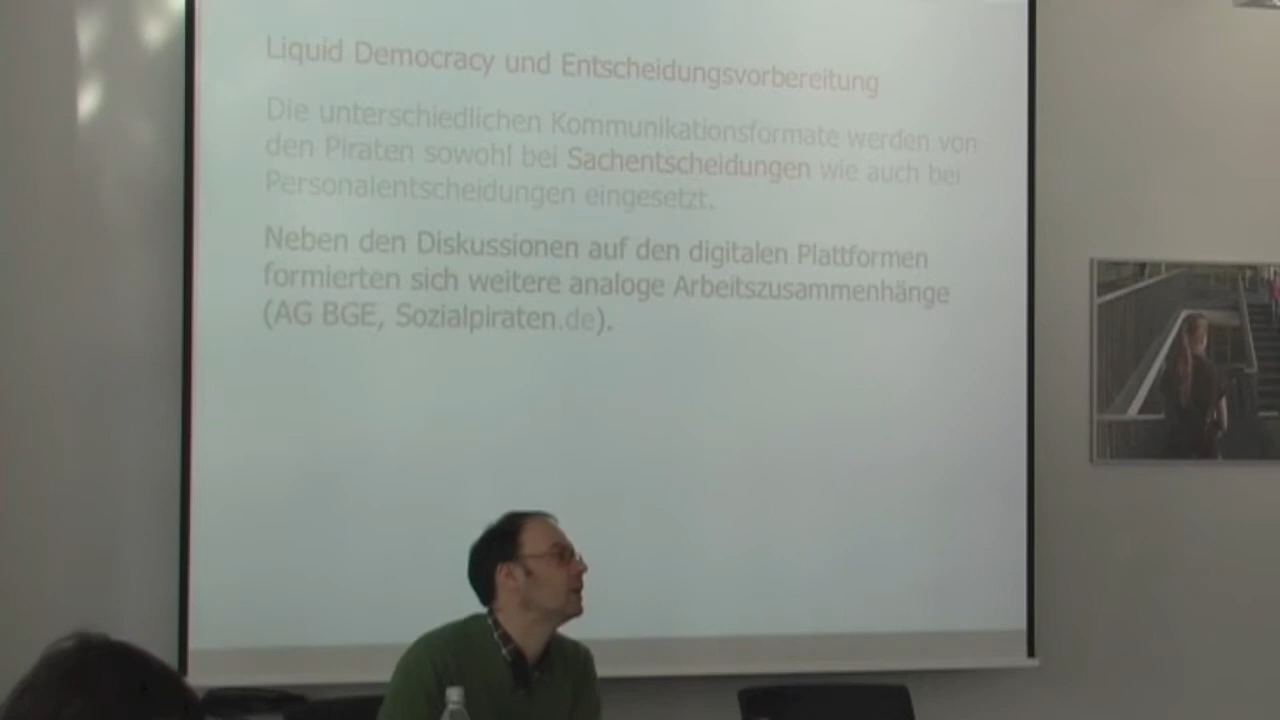 Liquid Democracy und Entscheidungsvorbereitung
Die unterschiedlichen Kommunikationsformate werden von
den Piraten sowohl bei Sachentscheidungen wie auch bei
Personalentscheidungen eingesetzt.
Neben den Diskussionen auf den digitalen Plattformen
formierten sich weitere analoge Arbeitszusammenhänge
(AG BGE, Sozialpiraten.de).